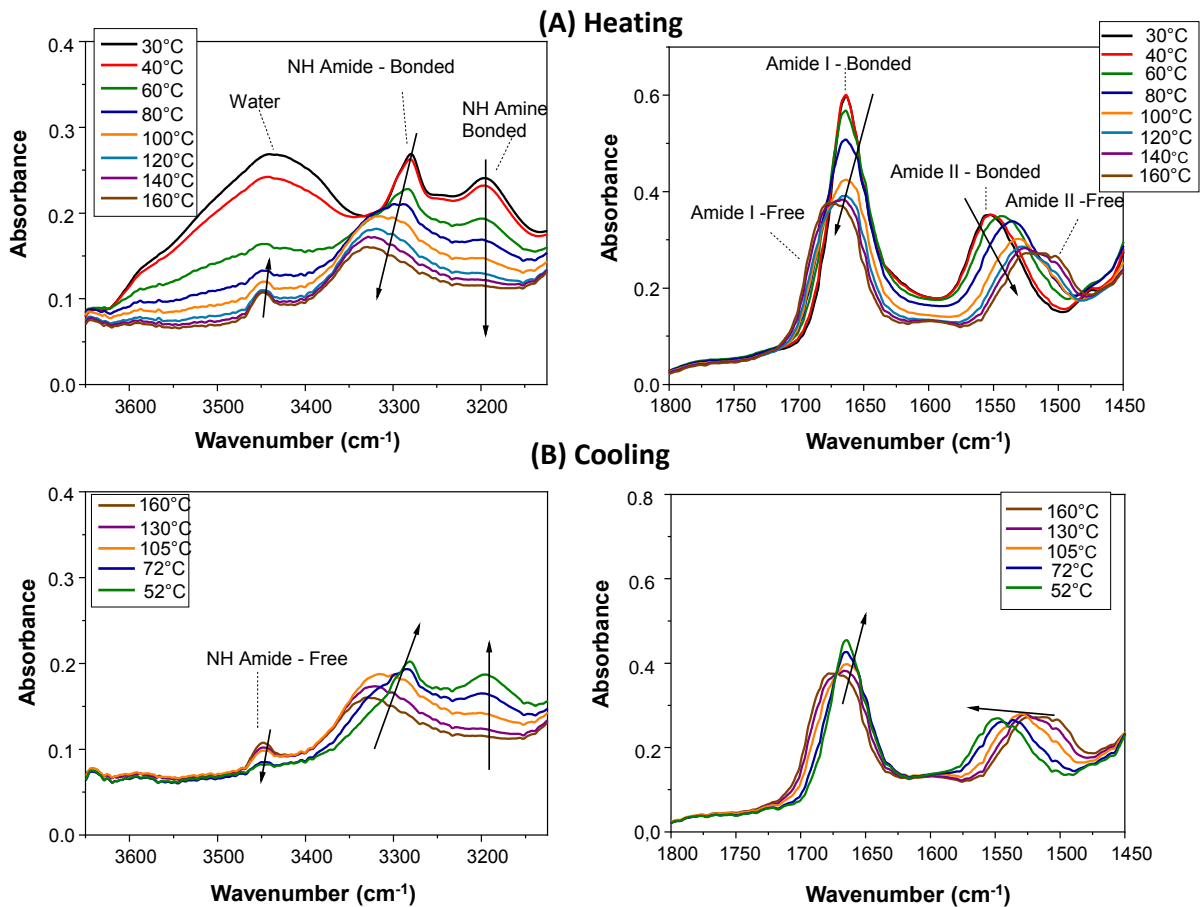 (A) Heating
0.4
0.3
0.2
0.1
0.0
Absorbance
30°C
40°C
60°C
80°C
100°C
120°C
140°C
160°C
Water
NH Amide - Bonded
NH Amine
Bonded
3600 3500 3400 3300 3200
Wavenumber (cm-1)
0.6
0.4
0.2
0.0
Absorbance
Amide I - Bonded
Amide I -Free
Amide II - Bonded
Amide II -Free
30°C
40°C
60°C
80°C
100°C
120°C
140°C
160°C
1800 1750 1700 1650 1600 1550 1500 1450
Wavenumber (cm-1)
(B) Cooling
0.4
0.3
0.2
0.1
0.0
Absorbance
160°C
130°C
105°C
72°C
52°C
NH Amide - Free
3600 3500 3400 3300 3200
Wavenumber (cm-1)
0.8
0.6
0.4
0.2
0,0
Absorbance
160°C
130°C
105°C
72°C
52°C
1800 1750 1700 1650 1600 1550 1500 1450
Wavenumber (cm-1)